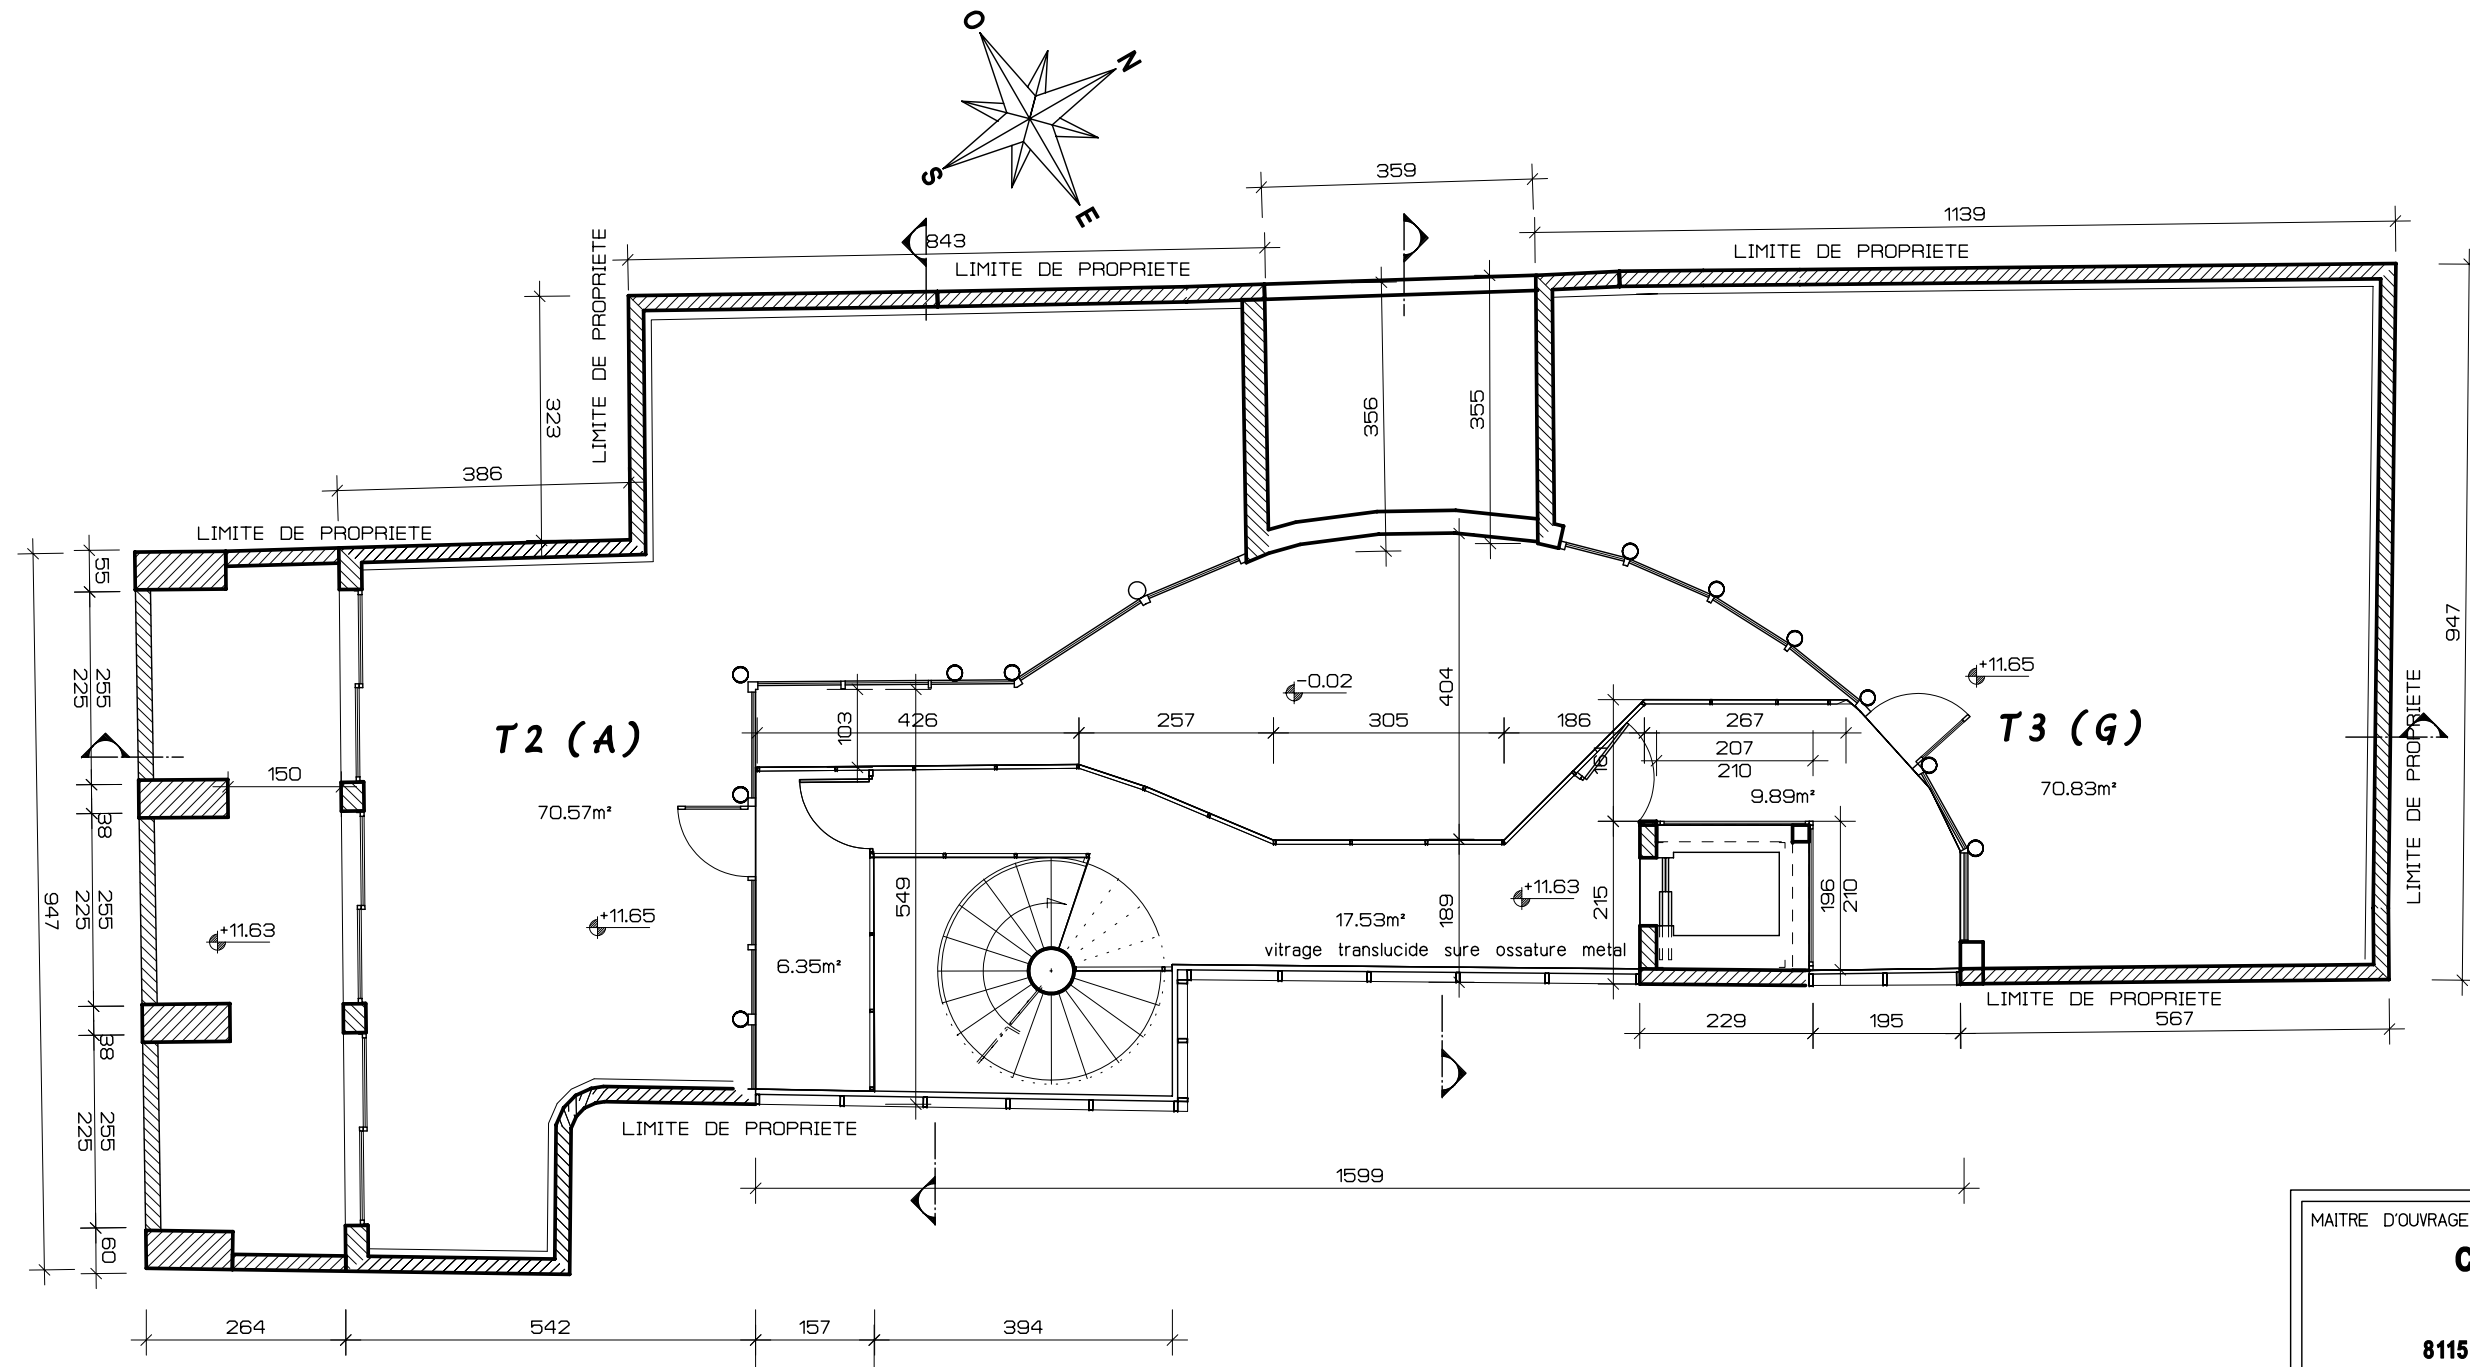 O
N
S
E
359
1139
843
LIMITE DE PROPRIETE
LIMITE DE PROPRIETE
LIMITE DE PROPRIETE
323
356
355
386
LIMITE DE PROPRIETE
55
947
947
255
225
404
-0.02
+11.65
103
426
257
305
186
267
T2 (A)
T3 (G)
207
210
150
70.57m²
9.89m²
70.83m²
LIMITE DE PROPRIETE
38
255
225
549
+11.63
+11.65
+11.63
215
196
210
189
17.53m²
vitrage translucide sure ossature metal
6.35m²
LIMITE DE PROPRIETE
229
195
567
38
255
225
LIMITE DE PROPRIETE
1599
60
MAITRE D'OUVRAGE
C
264
542
157
394
8115